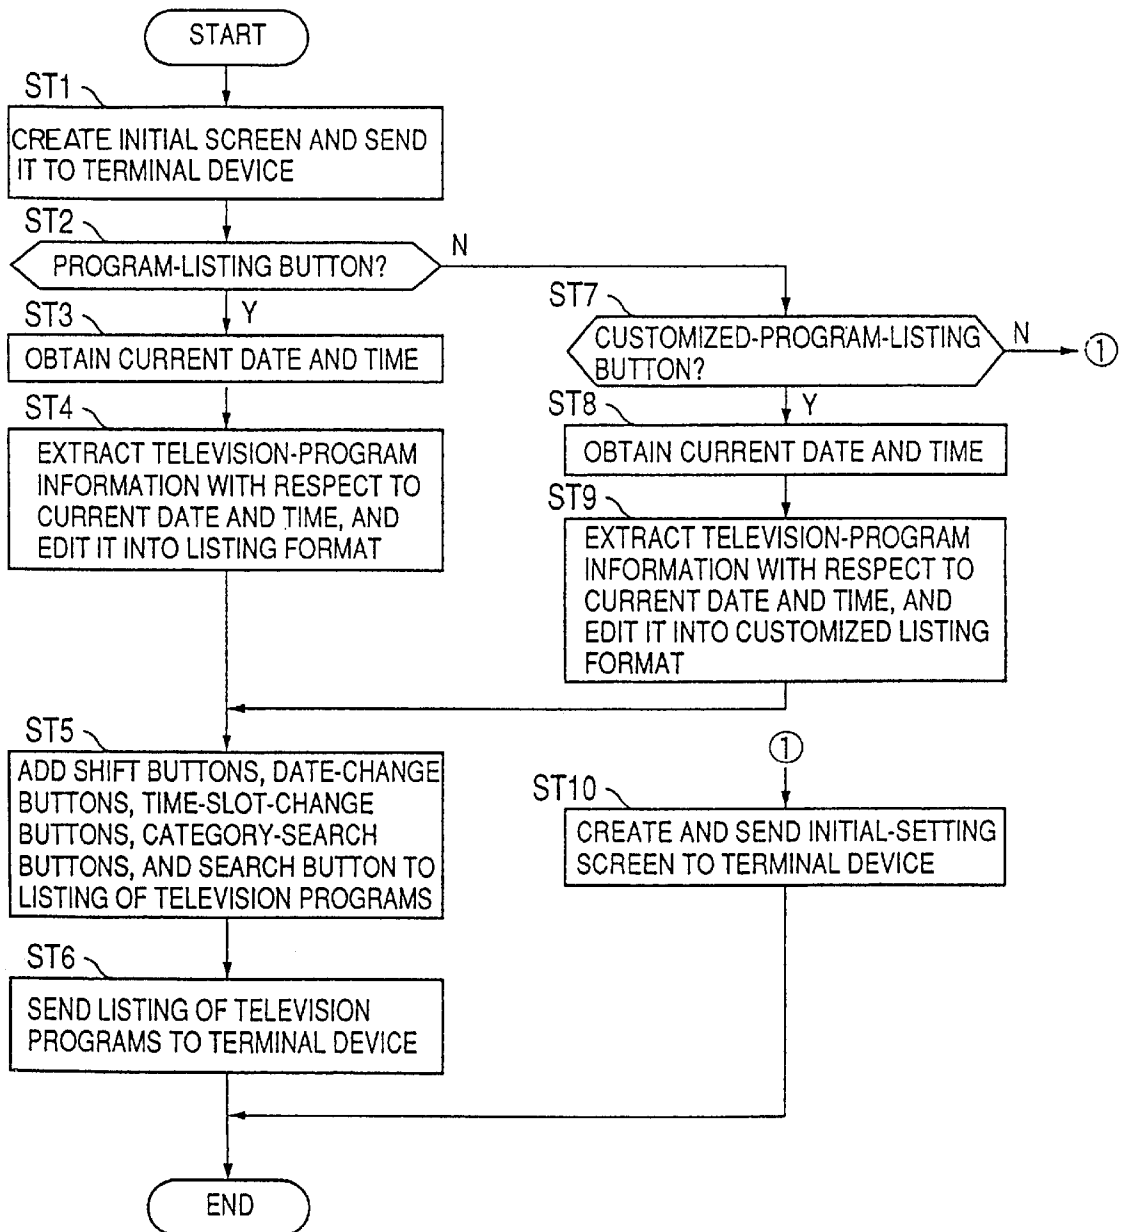 START
ST1
CREATE INITIAL SCREEN AND SEND
IT TO TERMINAL DEVICE
ST2
PROGRAM-LISTING BUTTON?
N
Y
ST3
OBTAIN CURRENT DATE AND TIME
ST4
EXTRACT TELEVISION-PROGRAM
INFORMATION WITH RESPECT TO
CURRENT DATE AND TIME, AND
EDIT IT INTO LISTING FORMAT
ST7
CUSTOMIZED-PROGRAM-LISTING
BUTTON?
N
①
Y
ST8
OBTAIN CURRENT DATE AND TIME
ST9
EXTRACT TELEVISION-PROGRAM
INFORMATION WITH RESPECT TO
CURRENT DATE AND TIME, AND
EDIT IT INTO CUSTOMIZED LISTING
FORMAT
ST5
ADD SHIFT BUTTONS, DATE-CHANGE
BUTTONS, TIME-SLOT-CHANGE
BUTTONS, CATEGORY-SEARCH
BUTTONS, AND SEARCH BUTTON TO
LISTING OF TELEVISION PROGRAMS
ST6
SEND LISTING OF TELEVISION
PROGRAMS TO TERMINAL DEVICE
①
ST10
CREATE AND SEND INITIAL-SETTING
SCREEN TO TERMINAL DEVICE
END